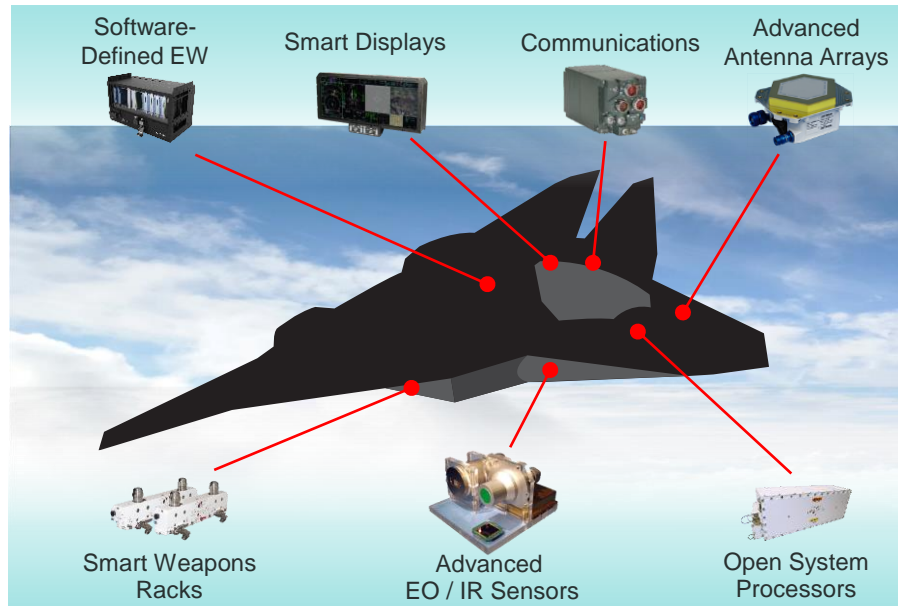 Software-
Defined EW
Smart Displays
Communications
Advanced
Antenna Arrays
Smart Weapons
Racks
Advanced
EO / IR Sensors
Open System
Processors